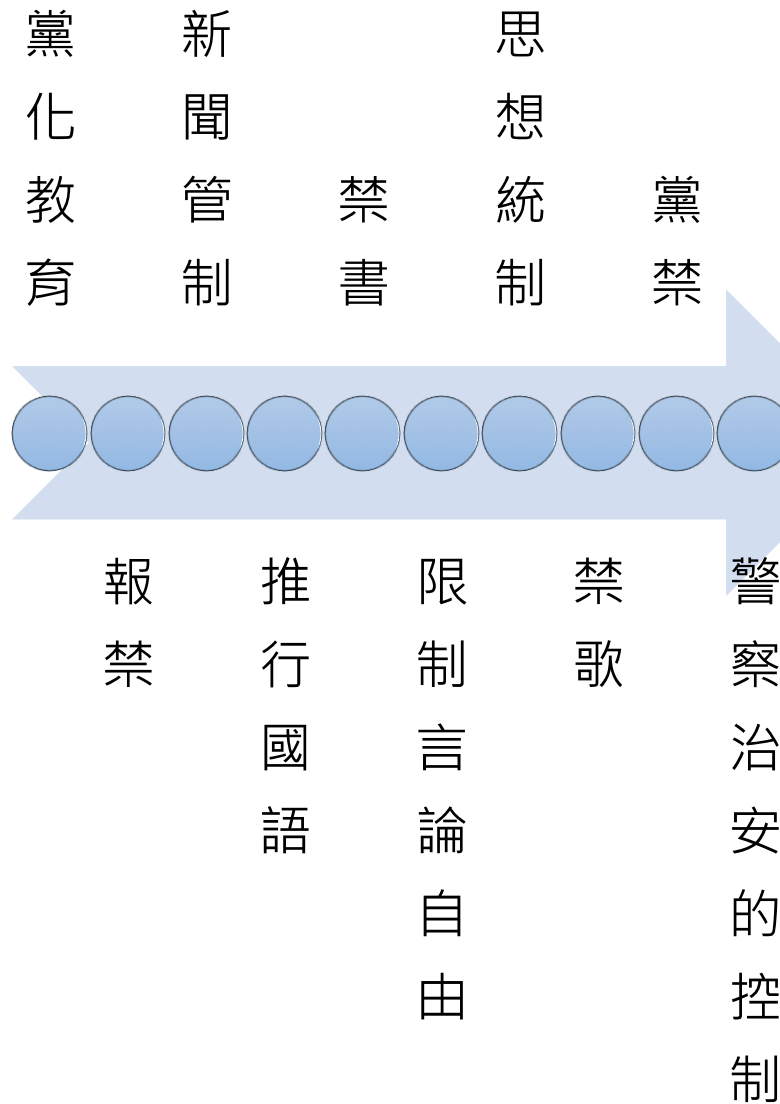 黨化教育
報禁
新聞管制
推行國語
禁書
限制言論自由
思想統制
禁歌
黨禁
警察治安的控制